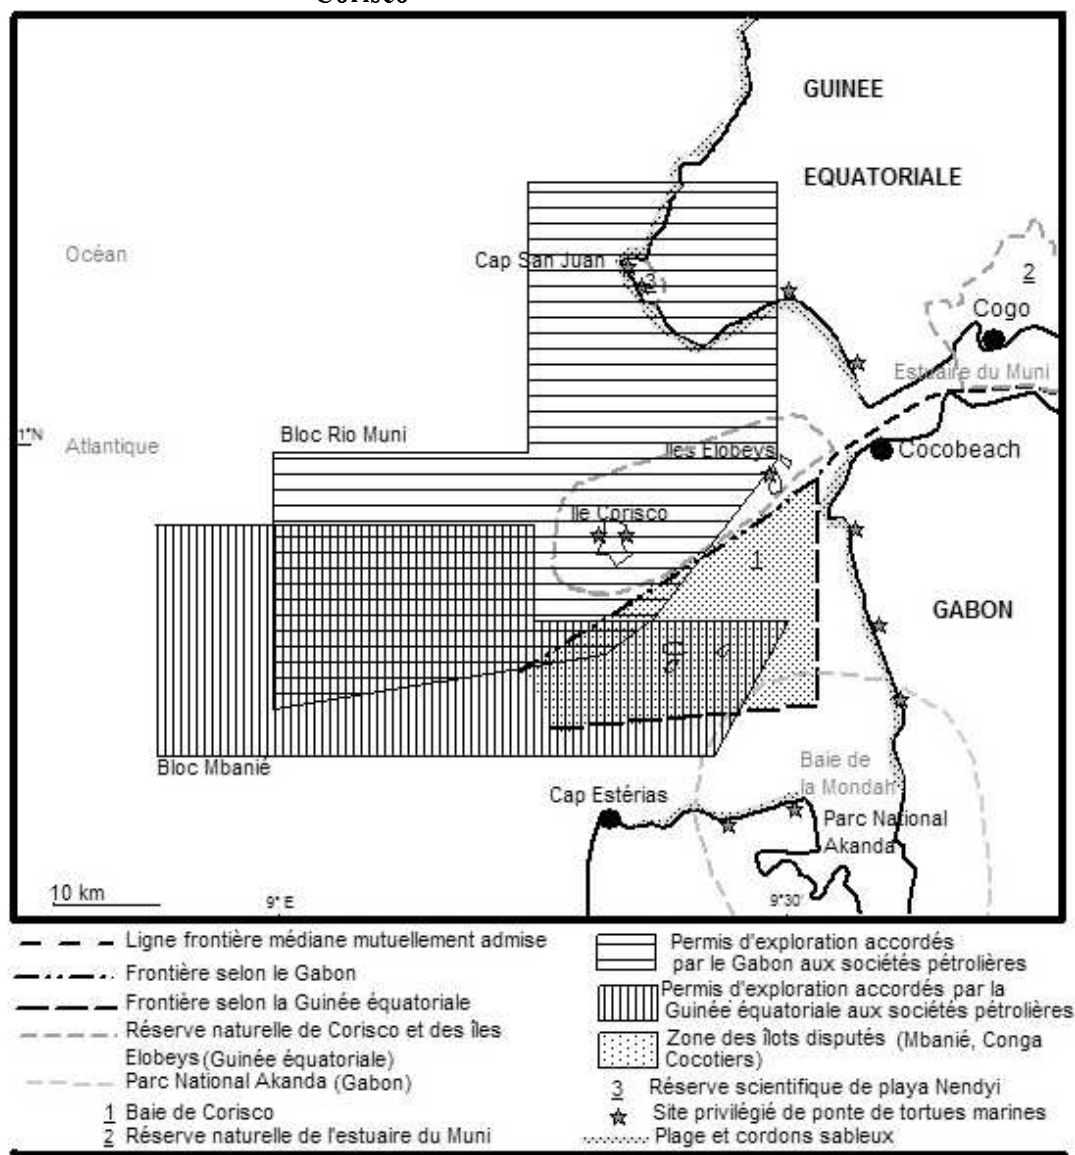 Corisco
GUINEE
EQUATORIALE
Océan
Cap San Juan
3
2
Cogo
Estuaire du Muni
1°N
Atlantique
Bloc Rio Muni
Iles Elobeys
Cocobeach
Ile Corisco
1
GABON
Bloc Mbanié
Baie de
la Mondah
Cap Estérias
Parc National
Akanda
10 km
9° E
9°30'
Ligne frontière médiane mutuellement admise
Frontière selon le Gabon
Frontière selon la Guinée équatoriale
Réserve naturelle de Corisco et des îles
Elobeys (Guinée équatoriale)
Parc National Akanda (Gabon)
1 Baie de Corisco
2 Réserve naturelle de l'estuaire du Muni
Permis d'exploration accordés
par le Gabon aux sociétés pétrolières
Permis d'exploration accordés par la
Guinée équatoriale aux sociétés pétrolières
Zone des îlots disputés (Mbanié, Conga
Cocotiers)
3 Réserve scientifique de playa Nendyi
Site privilégié de ponte de tortues marines
Plage et cordons sableux